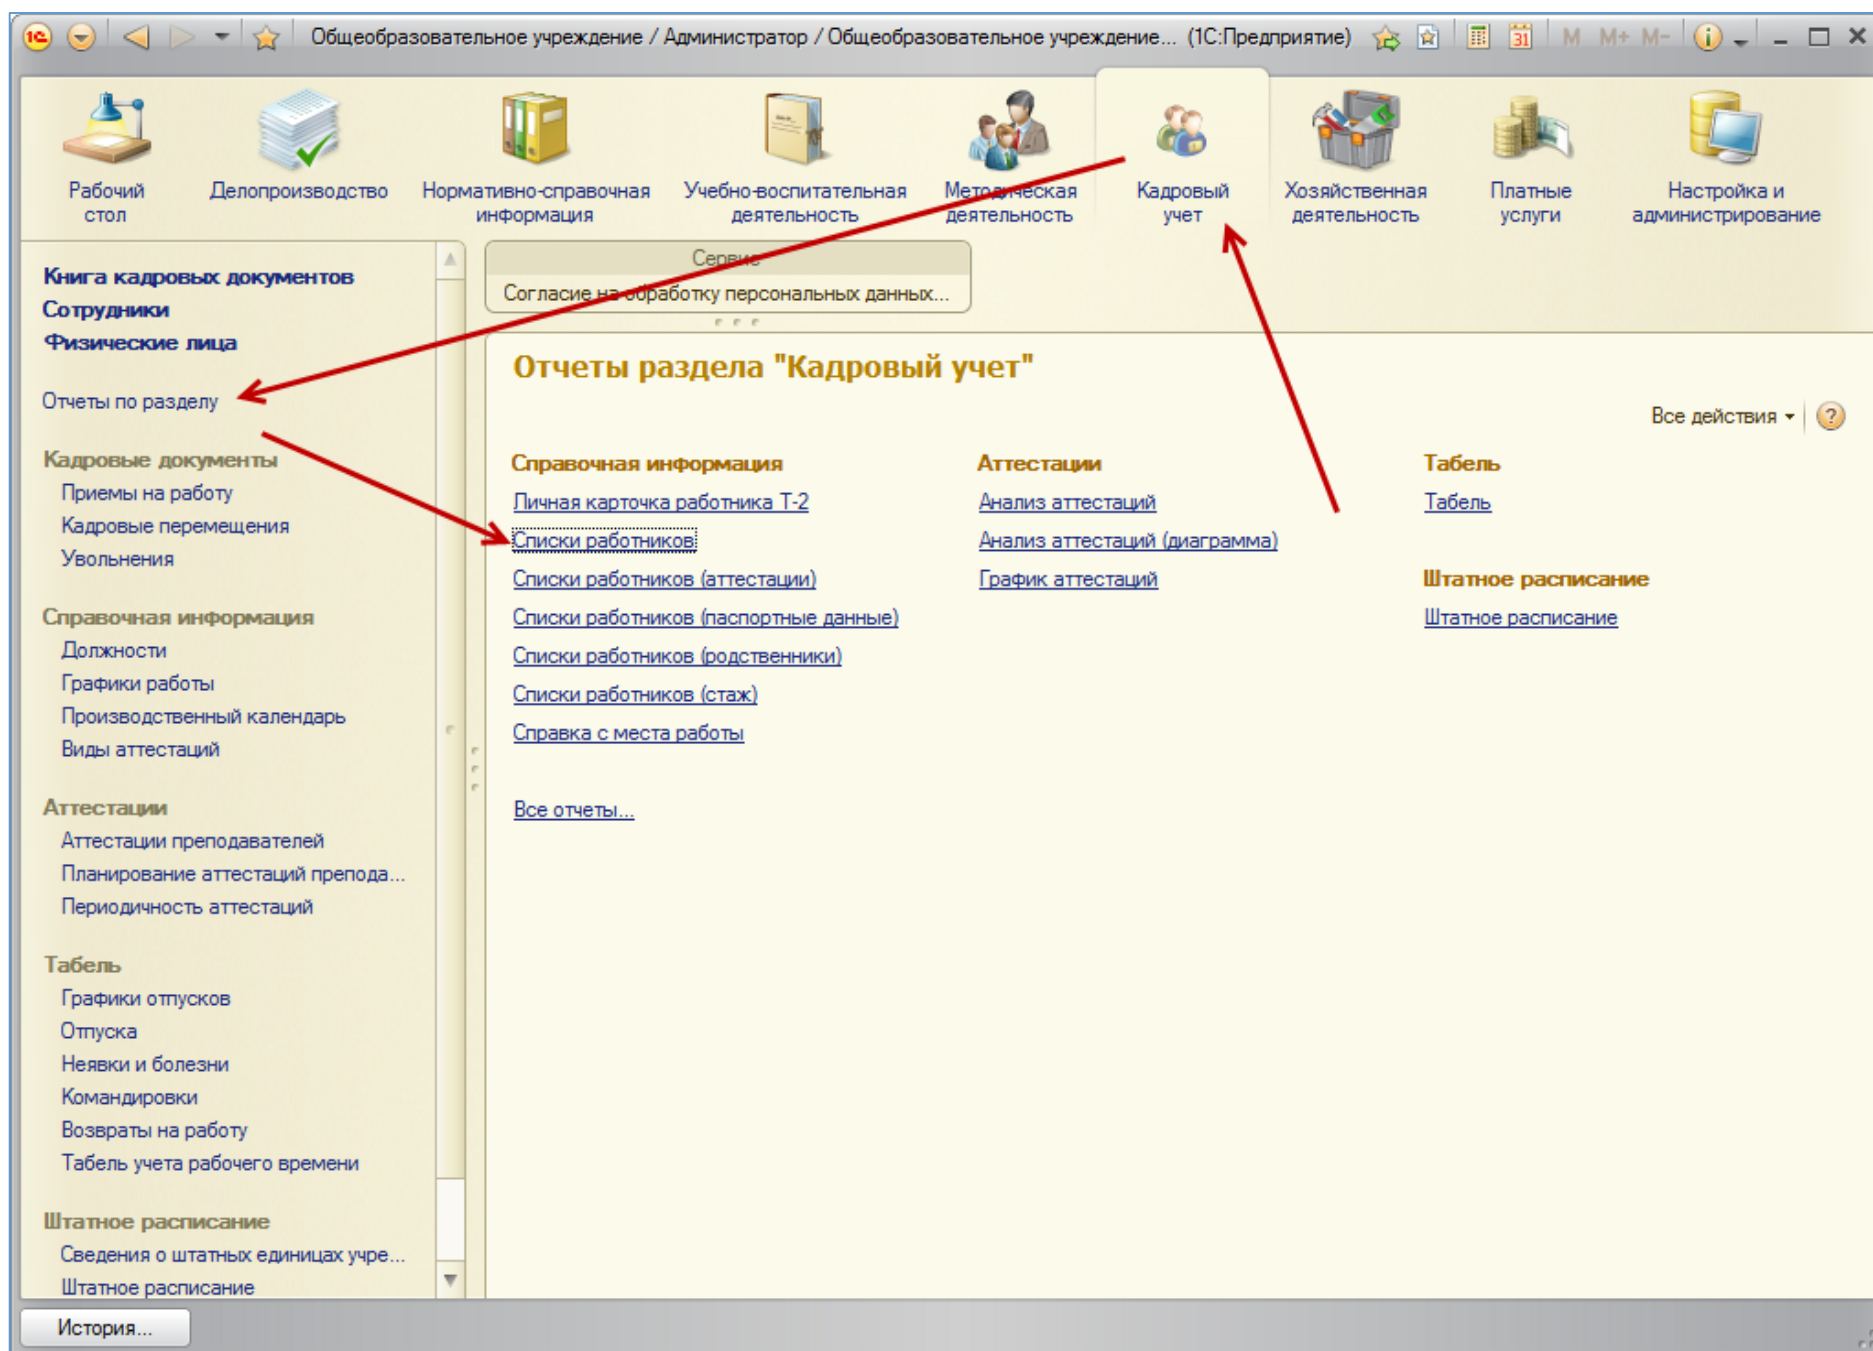 Общеобразовательное учреждение / Администратор / Общеобразовательное учреждение... (1С:Предприятие)
31 M M+ M-
Рабочий стол
Делопроизводство
Нормативно-справочная информация
Учебно-воспитательная деятельность
Методическая деятельность
Кадровый учет
Хозяйственная деятельность
Платные услуги
Настройка и администрирование
Книга кадровых документов
Сотрудники
Физические лица
Отчеты по разделу
Кадровые документы
Приемы на работу
Кадровые перемещения
Увольнения
Справочная информация
Должности
Графики работы
Производственный календарь
Виды аттестаций
Аттестации
Аттестации преподавателей
Планирование аттестаций препода...
Периодичность аттестаций
Табель
Графики отпусков
Отпуска
Неявки и болезни
Командировки
Возвраты на работу
Табель учета рабочего времени
Штатное расписание
Сведения о штатных единицах учре...
Штатное расписание
Сервис
Согласие на обработку персональных данных...
Отчеты раздела "Кадровый учет"
Все действия
?
Справочная информация
Личная карточка работника Т-2
Списки работников
Списки работников (аттестации)
Списки работников (паспортные данные)
Списки работников (родственники)
Списки работников (стаж)
Справка с места работы
Все отчеты...
Аттестации
Анализ аттестаций
Анализ аттестаций (диаграмма)
График аттестаций
Табель
Табель
Штатное расписание
Штатное расписание
История...